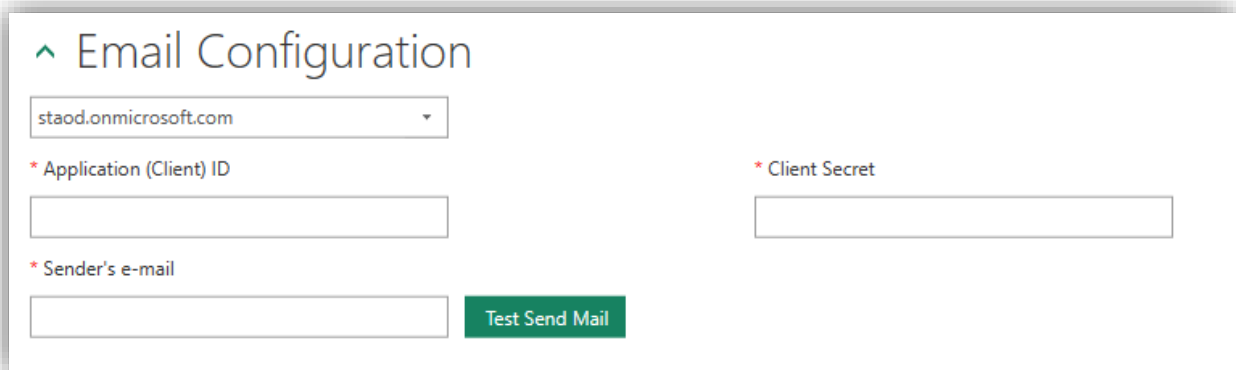 Email Configuration
staod.onmicrosoft.com
* Application (Client) ID
* Client Secret
* Sender's e-mail
Test Send Mail